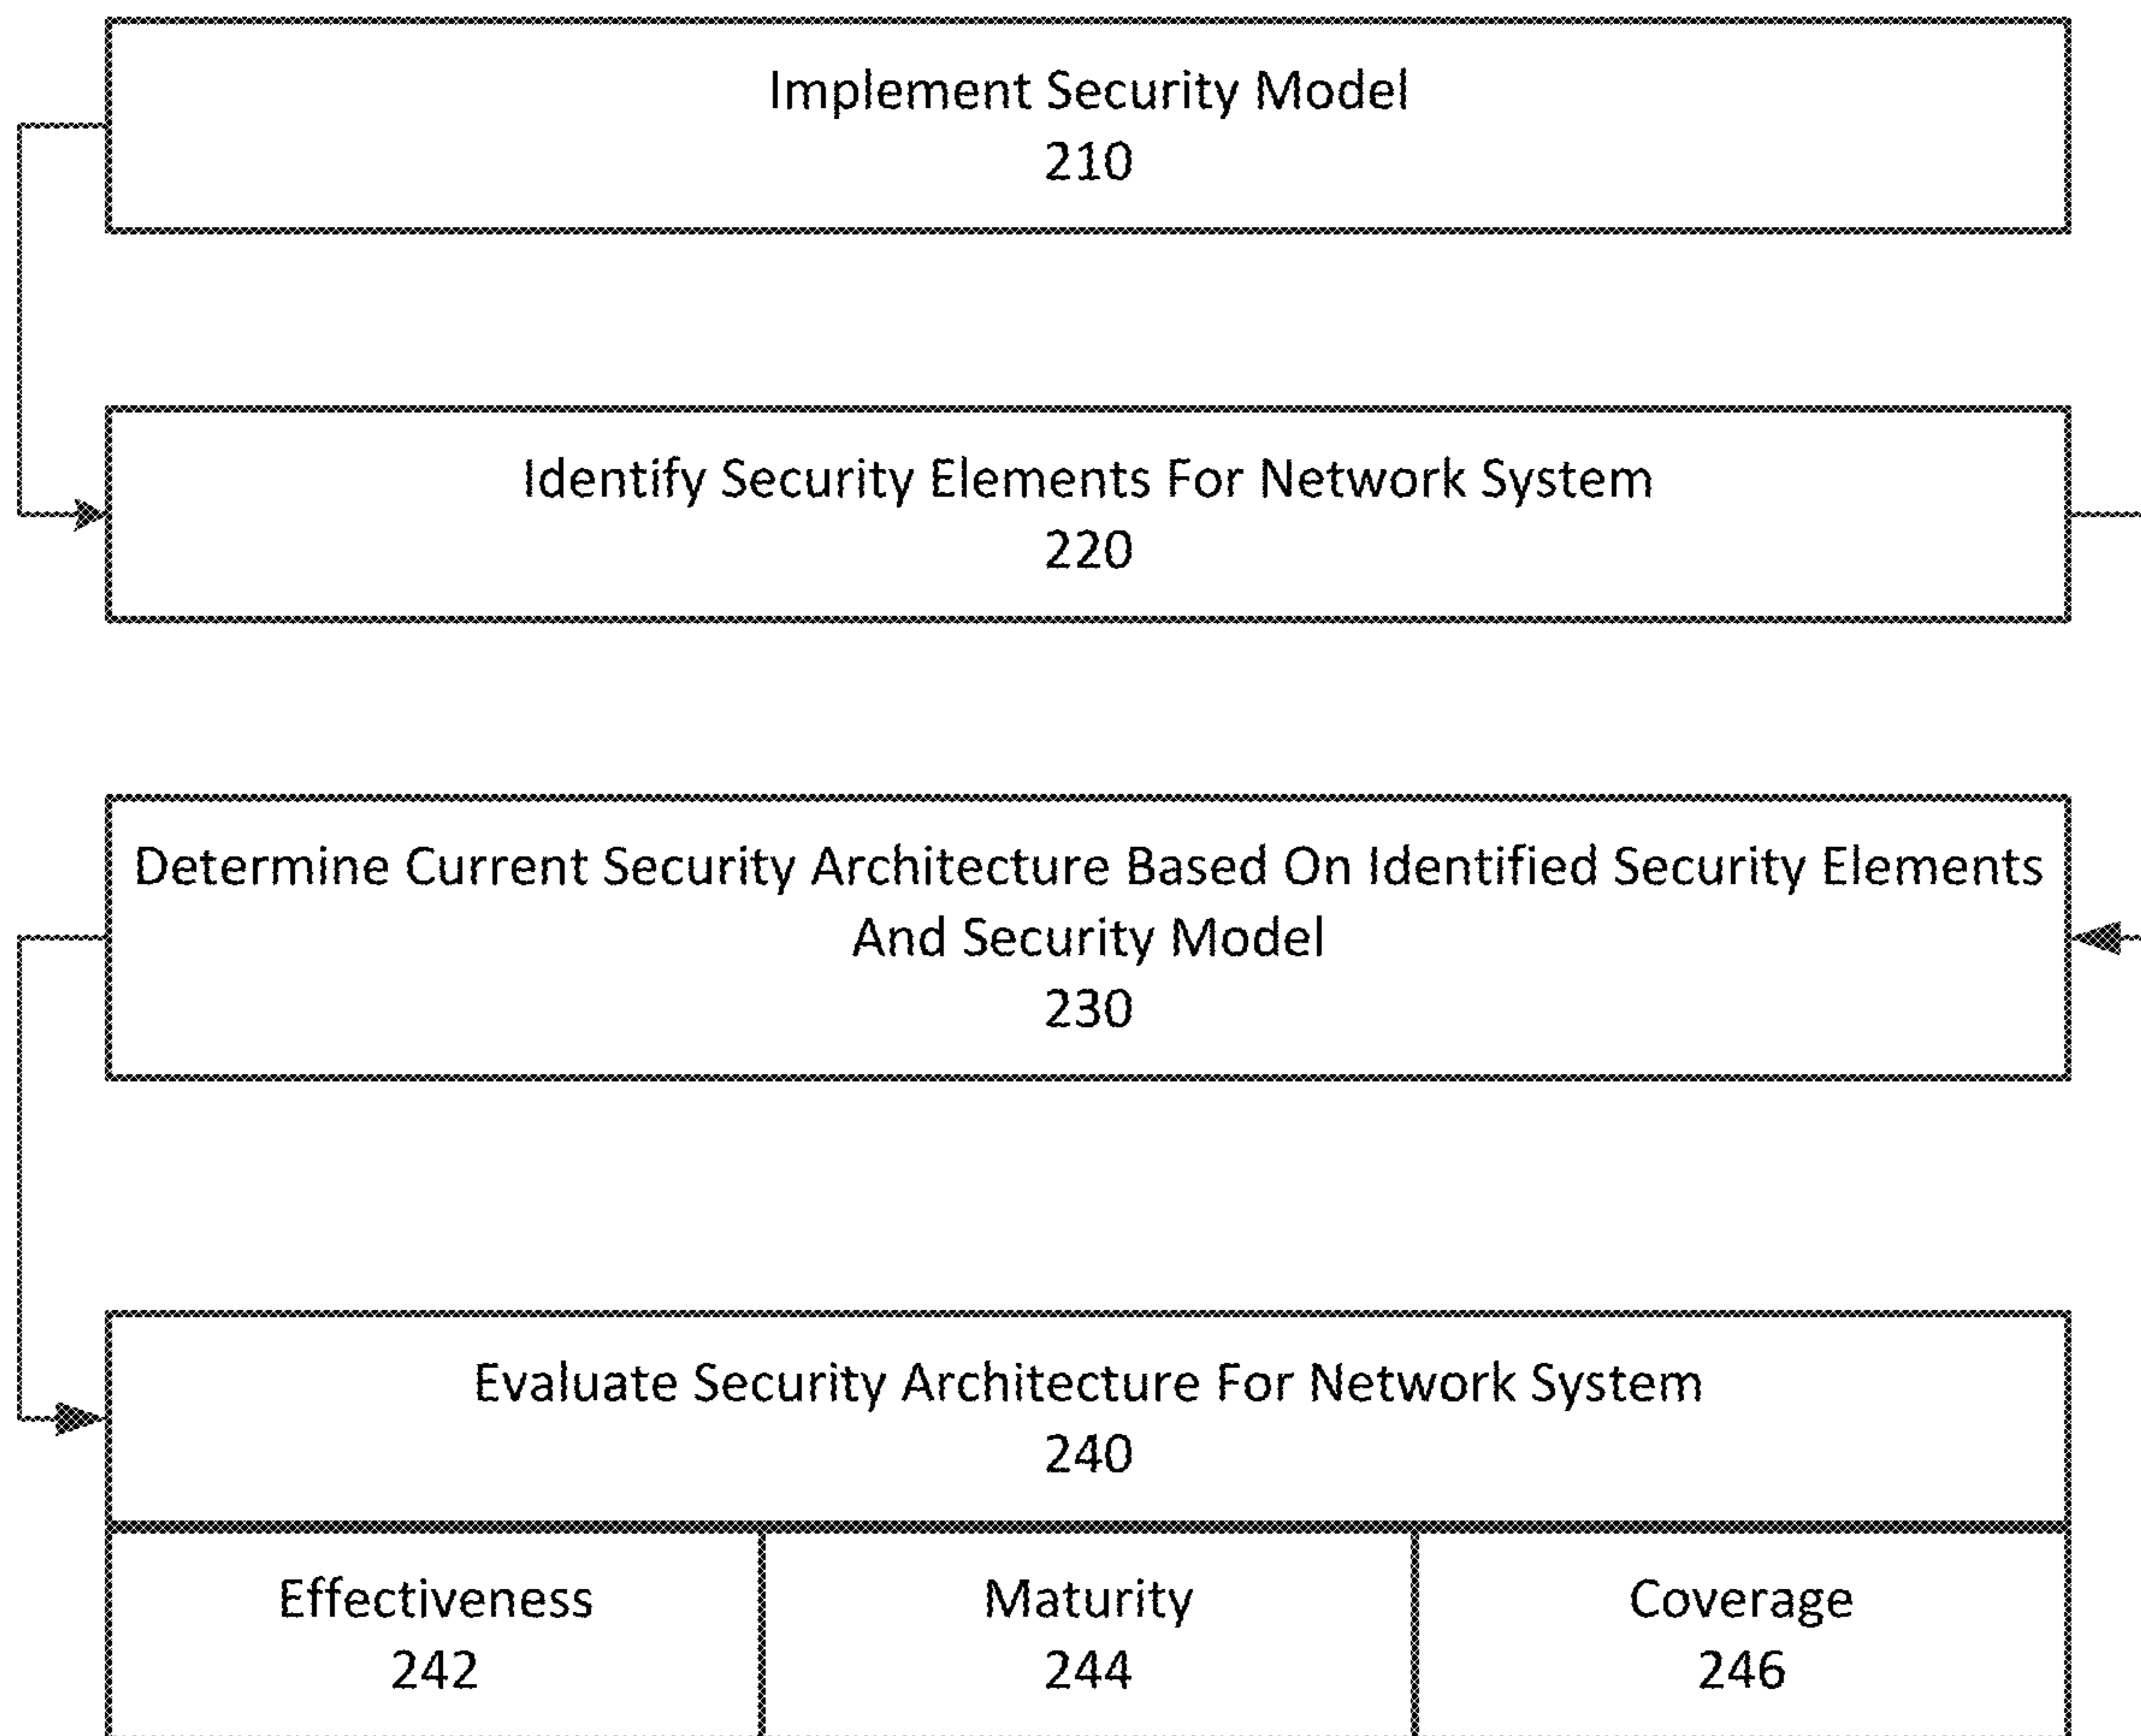 Implement Security Model
210
Identify Security Elements For Network System
220
Determine Current Security Architecture Based On Identified Security Elements
And Security Model
230
Evaluate Security Architecture For Network System
240
Effectiveness
242
Maturity
244
Coverage
246